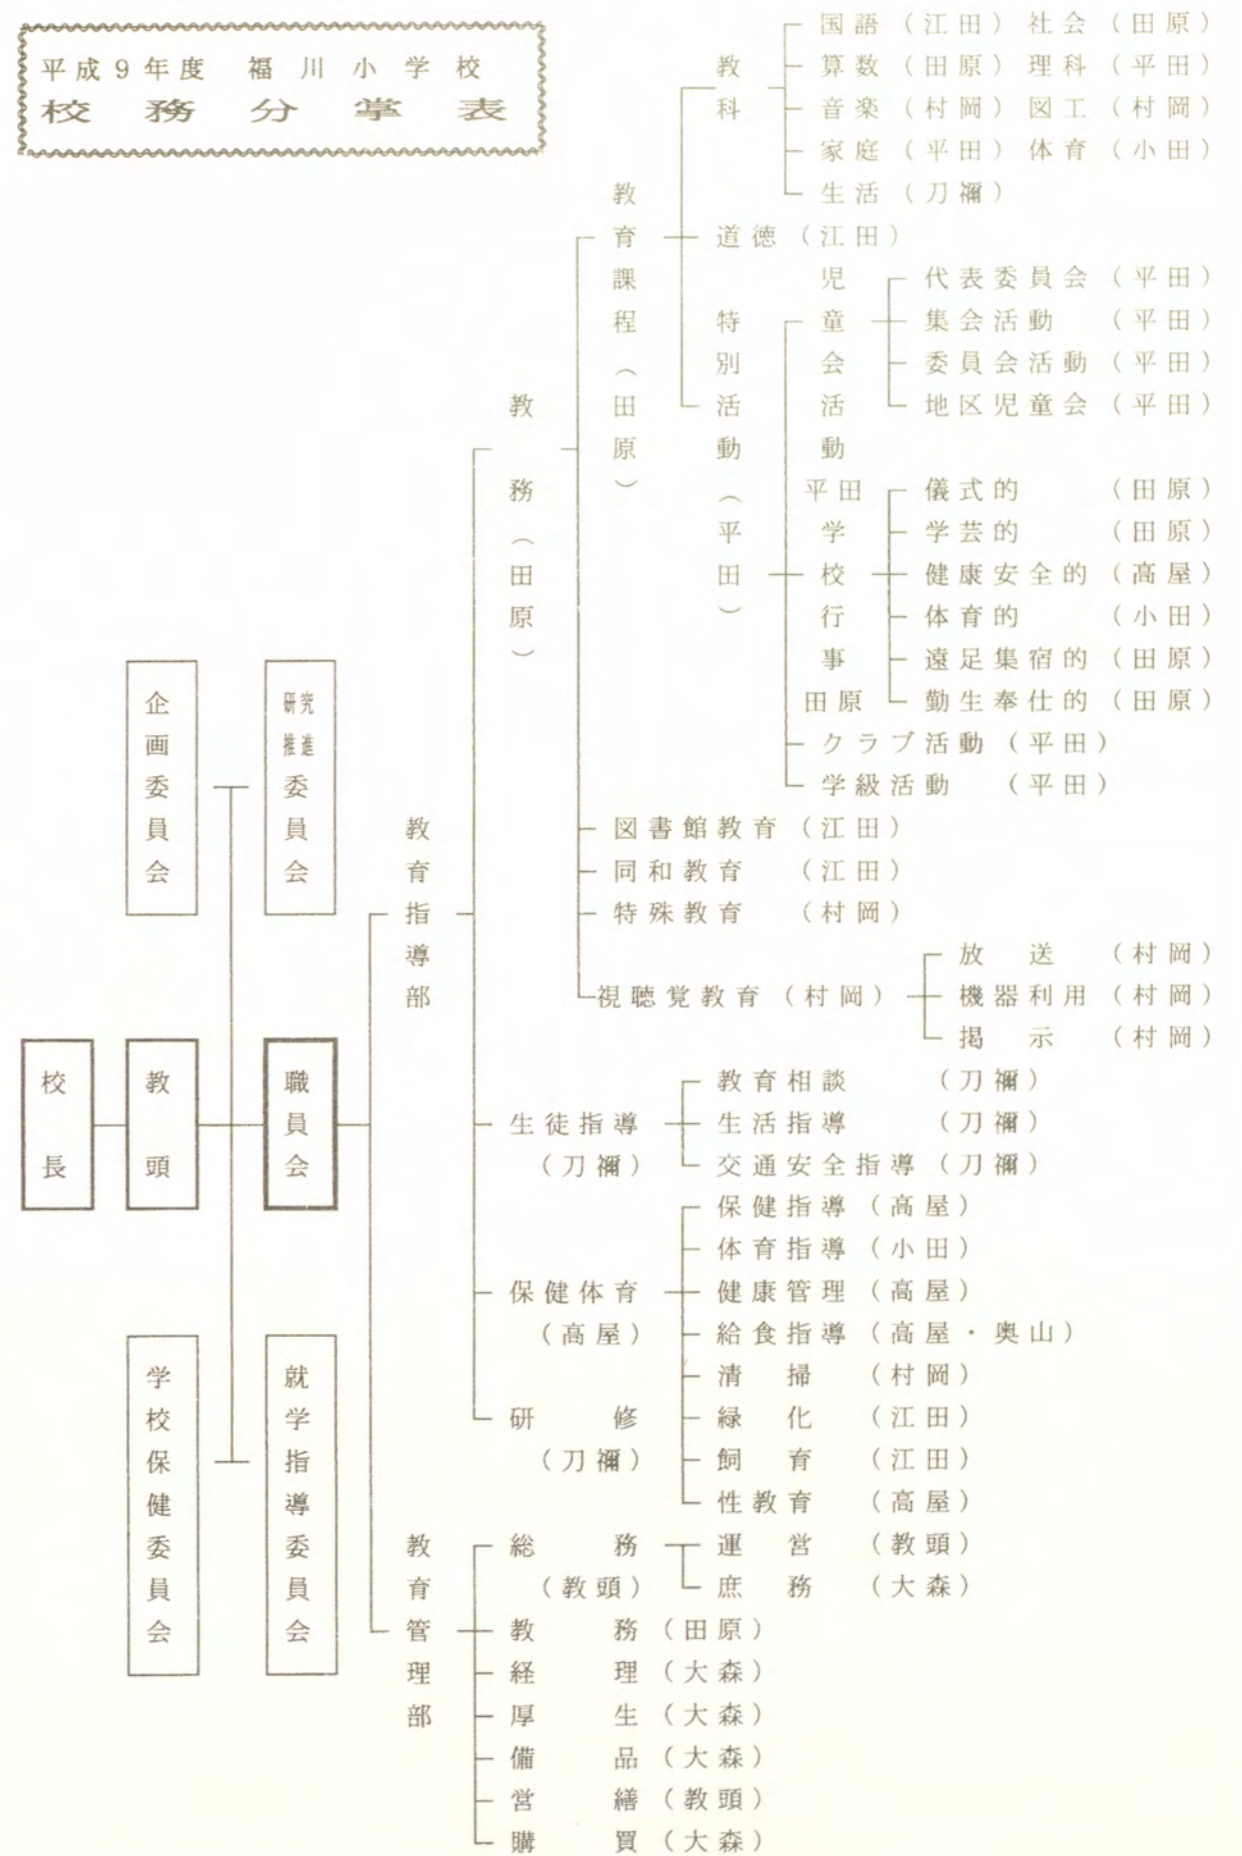 平成9年度 福川小学校
校務分掌表
校長
教頭
職員会
企画委員会
研究推進委員会
学校保健委員会
就学指導委員会
教育指導部
教務(田原)
教育課程(田原)
教科
国語(江田) 社会(田原)
算数(田原) 理科(平田)
音楽(村岡) 図工(村岡)
家庭(平田) 体育(小田)
生活(刀禰)
道徳(江田)
特別活動(平田)
児童会活動
平田
代表委員会(平田)
集会活動(平田)
委員会活動(平田)
地区児童会(平田)
学校行事
田原
儀式的(田原)
学芸的(田原)
健康安全的(高屋)
体育的(小田)
遠足集宿的(田原)
勤生奉仕的(田原)
クラブ活動(平田)
学級活動(平田)
図書館教育(江田)
同和教育(江田)
特殊教育(村岡)
視聴覚教育(村岡)
放送(村岡)
機器利用(村岡)
掲示(村岡)
生徒指導
(刀禰)
教育相談(刀禰)
生活指導(刀禰)
交通安全指導(刀禰)
保健体育
(高屋)
保健指導(高屋)
体育指導(小田)
健康管理(高屋)
給食指導(高屋・奥山)
清掃(村岡)
緑化(江田)
飼育(江田)
性教育(高屋)
研修
(刀禰)
教育管理部
総務
(教頭)
運営(教頭)
庶務(大森)
教務(田原)
経理(大森)
厚生(大森)
備品(大森)
営繕(教頭)
購買(大森)